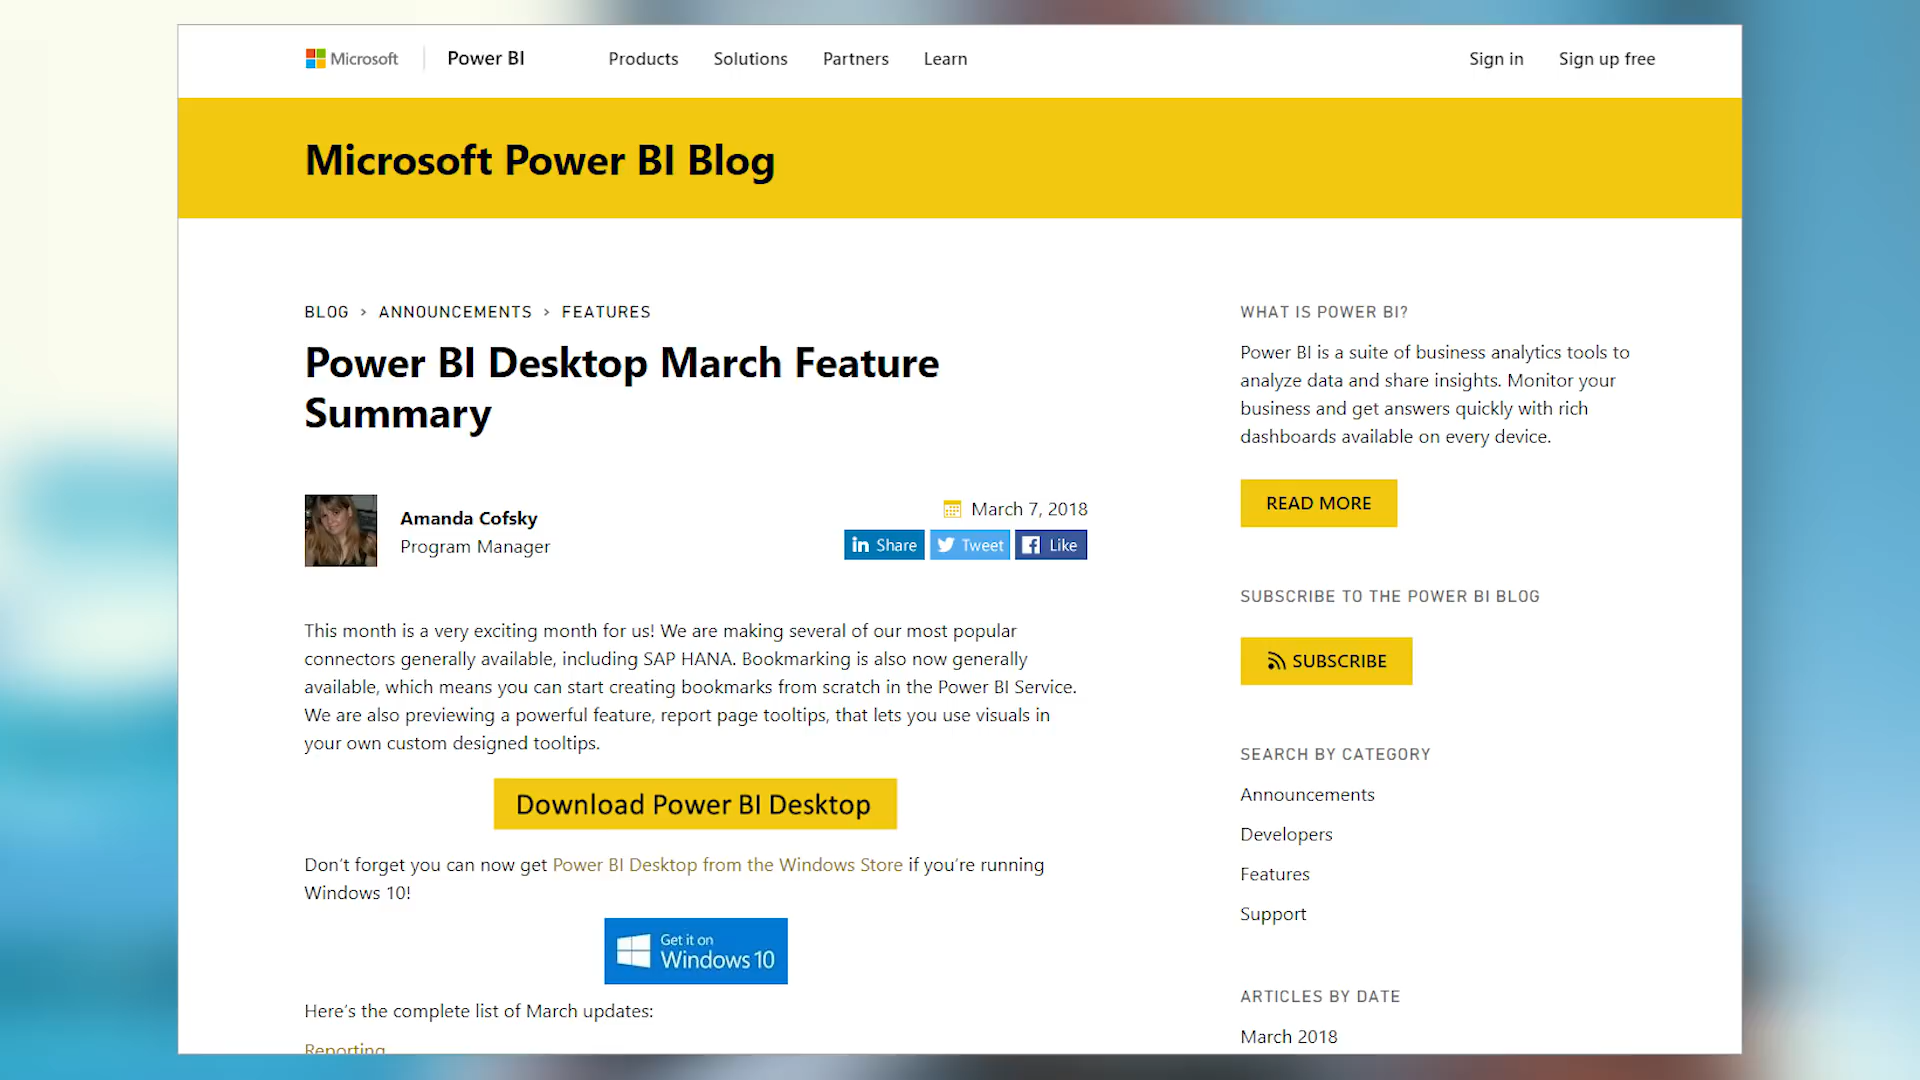 Microsoft Power BI Products Solutions Partners Learn Sign in Sign up free
Microsoft Power BI Blog
BLOG > ANNOUNCEMENTS > FEATURES
Power BI Desktop March Feature
Summary
Amanda Cofsky
Program Manager
March 7, 2018
in Share Tweet Like
This month is a very exciting month for us! We are making several of our most popular
connectors generally available, including SAP HANA. Bookmarking is also now generally
available, which means you can start creating bookmarks from scratch in the Power BI Service.
We are also previewing a powerful feature, report page tooltips, that lets you use visuals in
your own custom designed tooltips.
Download Power BI Desktop
Don't forget you can now get Power BI Desktop from the Windows Store if you're running
Windows 10!
Get it on
Windows 10
Here's the complete list of March updates:
Reporting
WHAT IS POWER BI?
Power BI is a suite of business analytics tools to
analyze data and share insights. Monitor your
business and get answers quickly with rich
dashboards available on every device.
READ MORE
SUBSCRIBE TO THE POWER BI BLOG
SUBSCRIBE
SEARCH BY CATEGORY
Announcements
Developers
Features
Support
ARTICLES BY DATE
March 2018